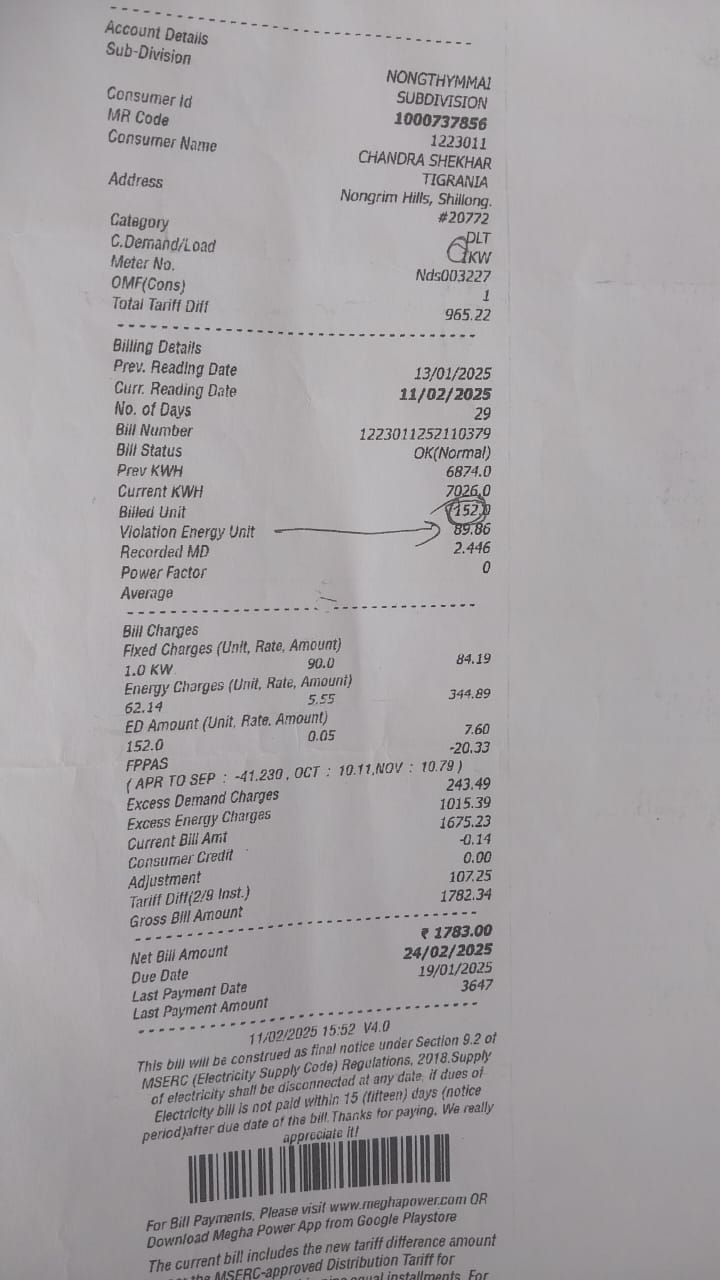 Account Details
Sub-Division NONGTHYMMAI
SUBDIVISION
Consumer Id 1000737856
MR Code 1223011
Consumer Name CHANDRA SHEKHAR
TIGRANIA
Address Nongrim Hills, Shillong.
#20772
Category DLT
C.Demand/Load 1KW
Meter No. Nds003227
OMF(Cons) 1
Total Tariff Diff 965.22
Billing Details
Prev. Reading Date 13/01/2025
Curr. Reading Date 11/02/2025
No. of Days 29
Bill Number 1223011252110379
Bill Status OK(Normal)
Prev KWH 6874.0
Current KWH 7026.0
Billed Unit 152.0
Violation Energy Unit 89.86
Recorded MD 2.446
Power Factor 0
Average
Bill Charges
Fixed Charges (Unit, Rate, Amount)
1.0 KW 90.0 84.19
Energy Charges (Unit, Rate, Amount)
62.14 5.55 344.89
ED Amount (Unit, Rate, Amount)
152.0 0.05 7.60
FPPAS -20.33
( APR TO SEP : -41.230 , OCT : 10.11,NOV : 10.79 )
Excess Demand Charges 243.49
Excess Energy Charges 1015.39
Current Bill Amt 1675.23
Consumer Credit -0.14
Adjustment 0.00
Tariff Diff(2/9 Inst.) 107.25
Gross Bill Amount 1782.34
Net Bill Amount ₹ 1783.00
Due Date 24/02/2025
Last Payment Date 19/01/2025
Last Payment Amount 3647
11/02/2025 15:52 V4.0
This bill will be construed as final notice under Section 9.2 of
MSERC (Electricity Supply Code) Regulations, 2018.Supply
of electricity shall be disconnected at any date, if dues of
Electricity bill is not paid within 15 (fifteen) days (notice
period)after due date of the bill.Thanks for paying, We really
appreciate it!
For Bill Payments, Please visit www.meghapower.com OR
Download Megha Power App from Google Playstore
The current bill includes the new tariff difference amount
the MSERC-approved Distribution Tariff for
equal installments. For